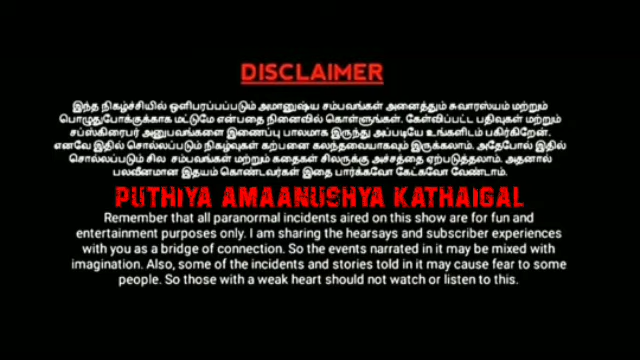 DISCLAIMER
இந்த நிகழ்ச்சியில் ஒளிபரப்பப்படும் அமானுஷ்ய சம்பவங்கள் அனைத்தும் சுவாரஸ்யம் மற்றும்
பொழுதுபோக்குக்காக மட்டுமே என்பதை நினைவில் கொள்ளுங்கள். கேள்விப்பட்ட பதிவுகள் மற்றும்
சப்ஸ்கிரைபர் அனுபவங்களை இணைப்பு பாலமாக இருந்து அப்படியே உங்களிடம் பகிர்கிறேன்.
எனவே இதில் சொல்லப்படும் நிகழ்வுகள் கற்பனை கலந்தவையாகவும் இருக்கலாம். அதேபோல் இதில்
சொல்லப்படும் சில சம்பவங்கள் மற்றும் கதைகள் சிலருக்கு அச்சத்தை ஏற்படுத்தலாம். அதனால்
பலவீனமான இதயம் கொண்டவர்கள் இதை பார்க்கவோ கேட்கவோ வேண்டாம்.
PUTHIYA AMAANUSHYA KATHAIGAL
Remember that all paranormal incidents aired on this show are for fun and
entertainment purposes only. I am sharing the hearsays and subscriber experiences
with you as a bridge of connection. So the events narrated in it may be mixed with
imagination. Also, some of the incidents and stories told in it may cause fear to some
people. So those with a weak heart should not watch or listen to this.